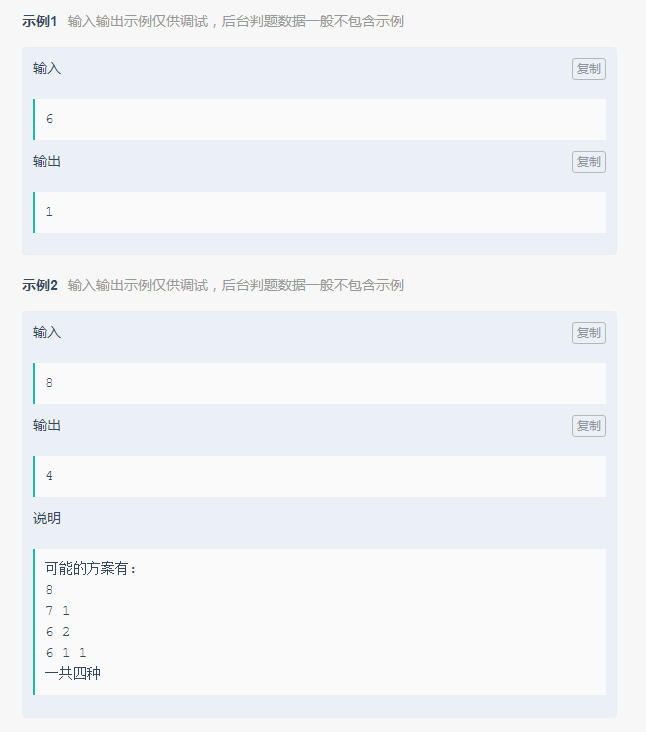 示例1 输入输出示例仅供调试，后台判题数据一般不包含示例
输入
复制
6
输出
复制
1
示例2 输入输出示例仅供调试，后台判题数据一般不包含示例
输入
复制
8
输出
复制
4
说明
可能的方案有：
8
7 1
6 2
6 1 1
一共四种